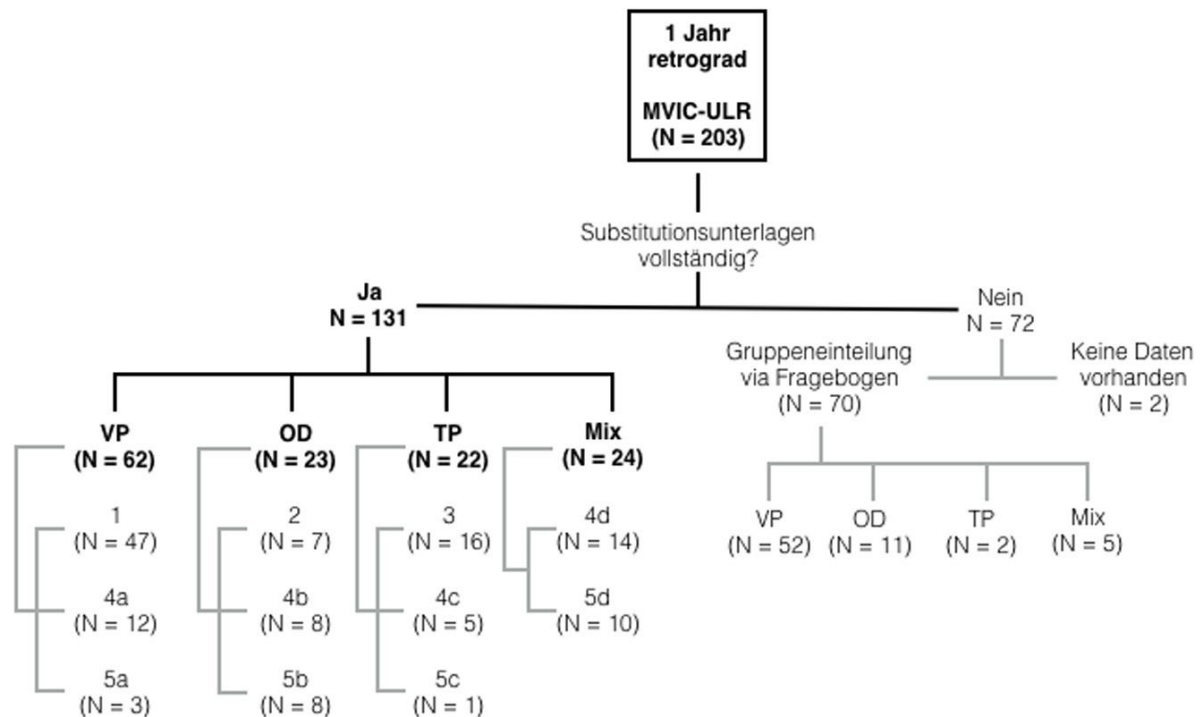 1 Jahr
retrograd
MVIC-ULR
(N = 203)
Substitutionsunterlagen
vollständig?
Ja
N = 131
Nein
N = 72
Gruppeneinteilung
via Fragebogen
(N = 70)
Keine Daten
vorhanden
(N = 2)
VP
(N = 62)
OD
(N = 23)
TP
(N = 22)
Mix
(N = 24)
1
(N = 47)
2
(N = 7)
3
(N = 16)
4d
(N = 14)
4a
(N = 12)
4b
(N = 8)
4c
(N = 5)
5d
(N = 10)
5a
(N = 3)
5b
(N = 8)
5c
(N = 1)
VP
(N = 52)
OD
(N = 11)
TP
(N = 2)
Mix
(N = 5)